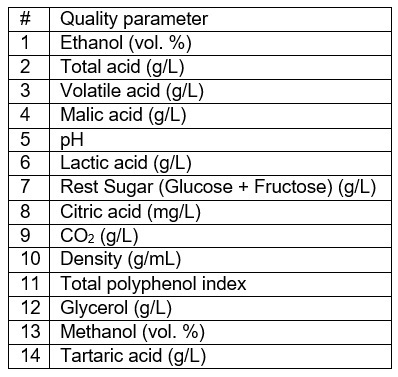 # Quality parameter
1 Ethanol (vol. %)
2 Total acid (g/L)
3 Volatile acid (g/L)
4 Malic acid (g/L)
5 pH
6 Lactic acid (g/L)
7 Rest Sugar (Glucose + Fructose) (g/L)
8 Citric acid (mg/L)
9 CO₂ (g/L)
10 Density (g/mL)
11 Total polyphenol index
12 Glycerol (g/L)
13 Methanol (vol. %)
14 Tartaric acid (g/L)